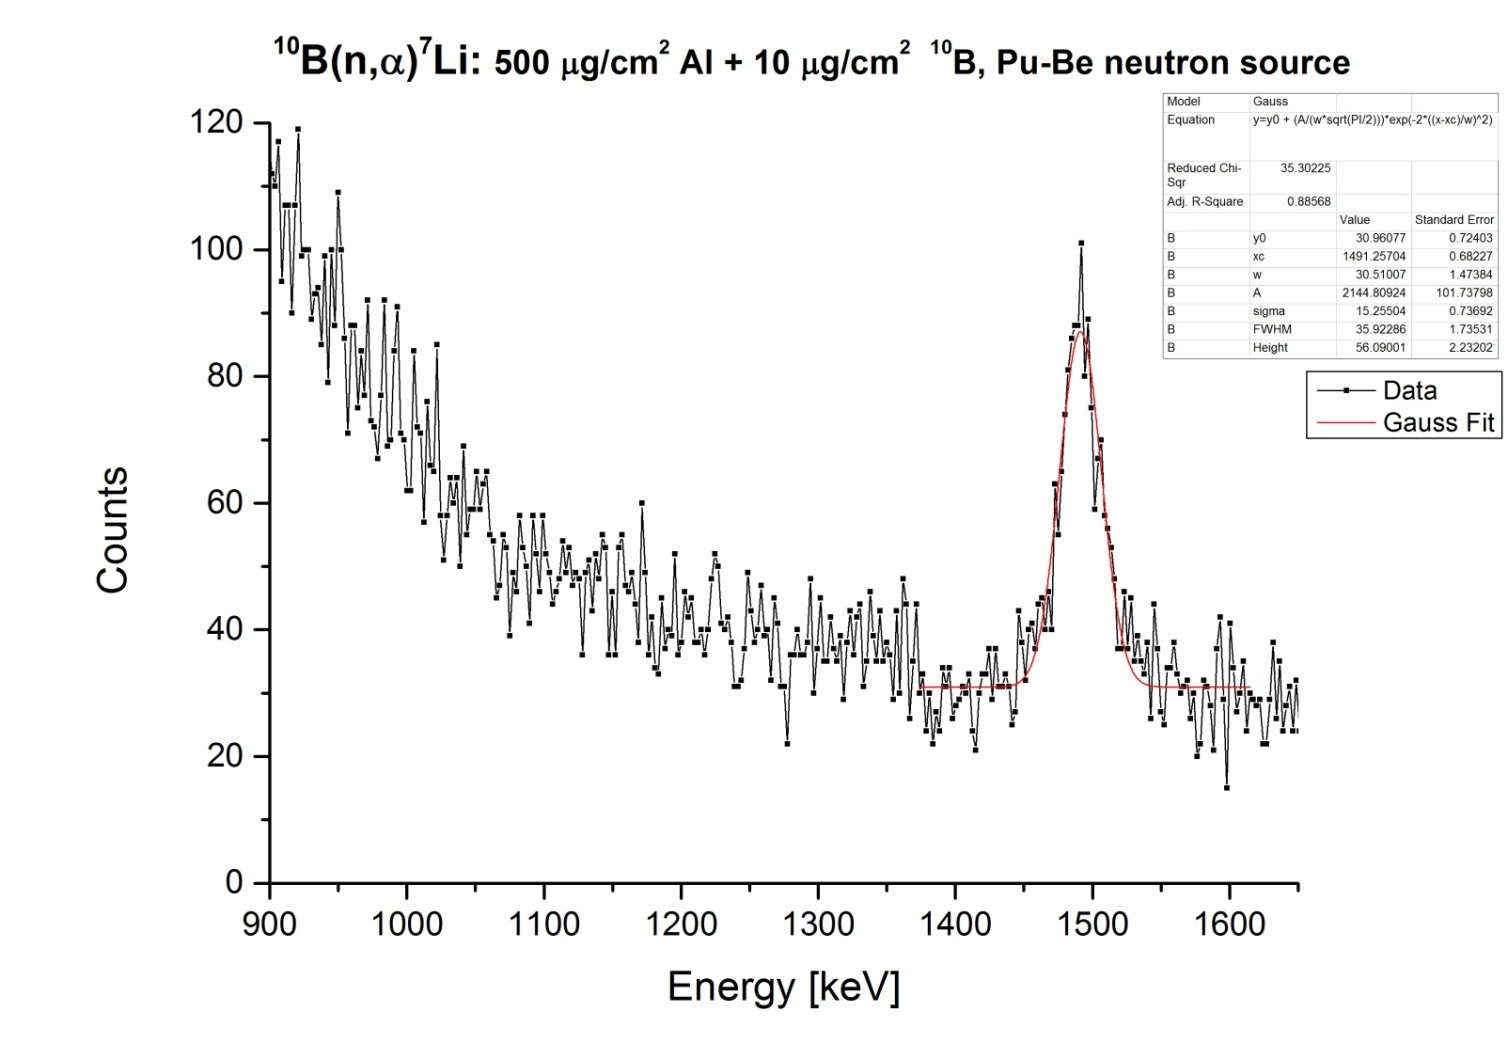 ¹⁰B(n,α)⁷Li: 500 μg/cm² Al + 10 μg/cm² ¹⁰B, Pu-Be neutron source
Model Gauss
Equation y=y0 + (A/(w*sqrt(PI/2)))*exp(-2*((x-xc)/w)^2)
Reduced Chi-Sqr 35.30225
Adj. R-Square 0.88568
Value Standard Error
B y0 30.96077 0.72403
B xc 1491.25704 0.68227
B w 30.51007 1.47384
B A 2144.80924 101.73798
B sigma 15.25504 0.73692
B FWHM 35.92286 1.73531
B Height 56.09001 2.23202
Data
Gauss Fit
120
100
80
60
40
20
0
Counts
900 1000 1100 1200 1300 1400 1500 1600
Energy [keV]